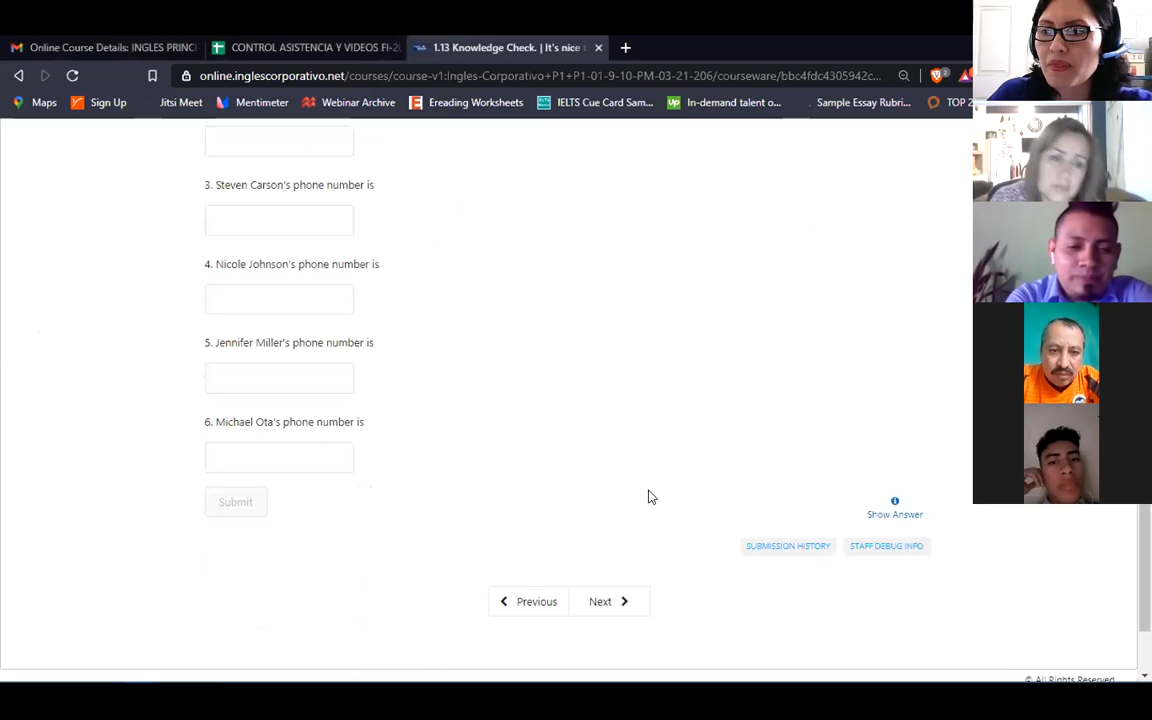 Online Course Details: INGLES PRINC
CONTROL ASISTENCIA Y VIDEOS FI-2
1.13 Knowledge Check. | It's nice t
online.inglescorporativo.net/courses/course-v1:Ingles-Corporativo+P1+P1-01-9-10-PM-03-21-206/courseware/bbc4fdc4305942c...
2
Maps
Sign Up
Jitsi Meet
Mentimeter
Webinar Archive
Ereading Worksheets
IELTS Cue Card Sam...
Up
In-demand talent o...
Sample Essay Rubri...
TOP 2
3. Steven Carson's phone number is
4. Nicole Johnson's phone number is
5. Jennifer Miller's phone number is
6. Michael Ota's phone number is
Submit
Show Answer
SUBMISSION HISTORY
STAFF DEBUG INFO
Previous
Next
© All Rights Reserved